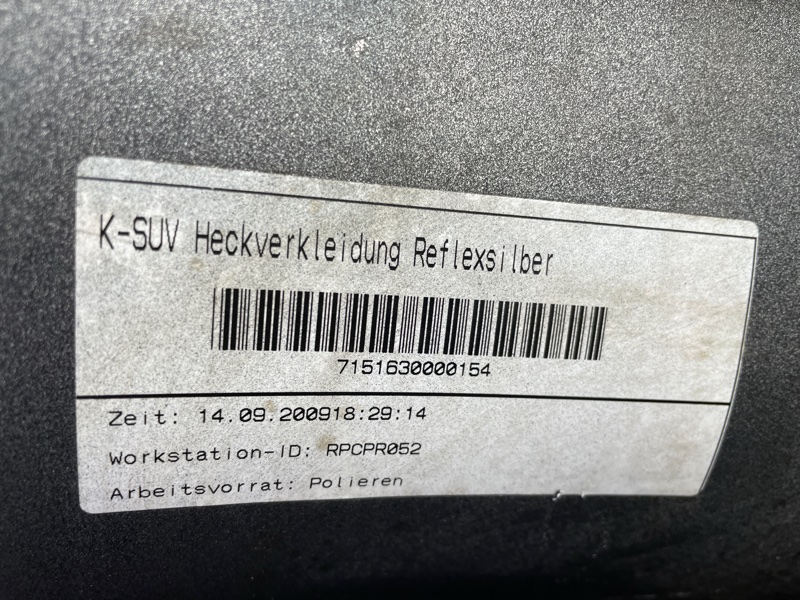 K-SUV Heckverkleidung Reflexsilber
7151630000154
Zeit: 14.09.200918:29:14
Workstation-ID: RPCPR052
Arbeitsvorrat: Polieren